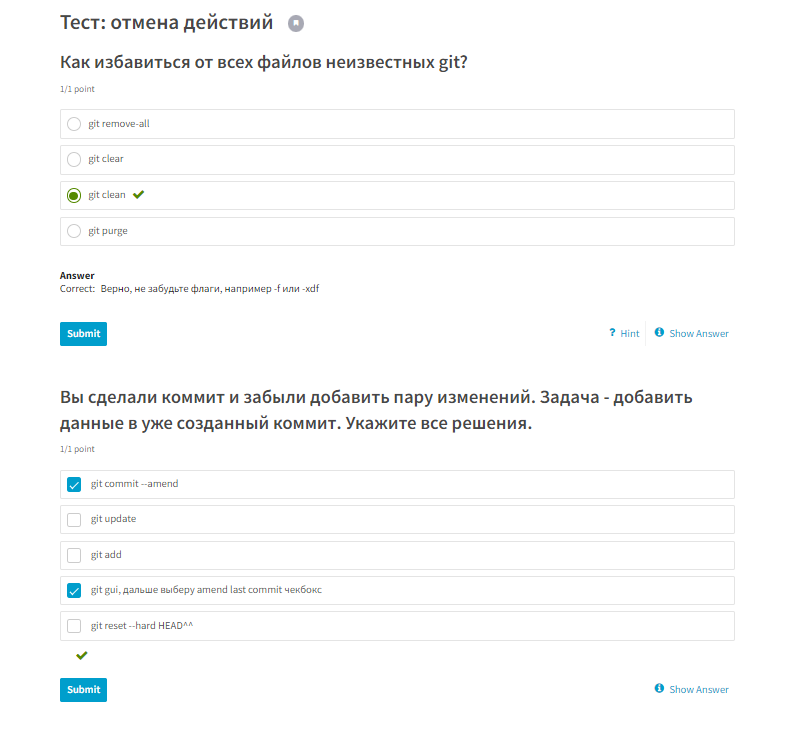 Тест: отмена действий
Как избавиться от всех файлов неизвестных git?
1/1 point
git remove-all
git clear
git clean
git purge
Answer
Correct: Верно, не забудьте флаги, например -f или -xdf
Submit
? Hint
Show Answer
Вы сделали коммит и забыли добавить пару изменений. Задача - добавить
данные в уже созданный коммит. Укажите все решения.
1/1 point
git commit --amend
git update
git add
git gui, дальше выберу amend last commit чекбокс
git reset --hard HEAD^^
Submit
Show Answer